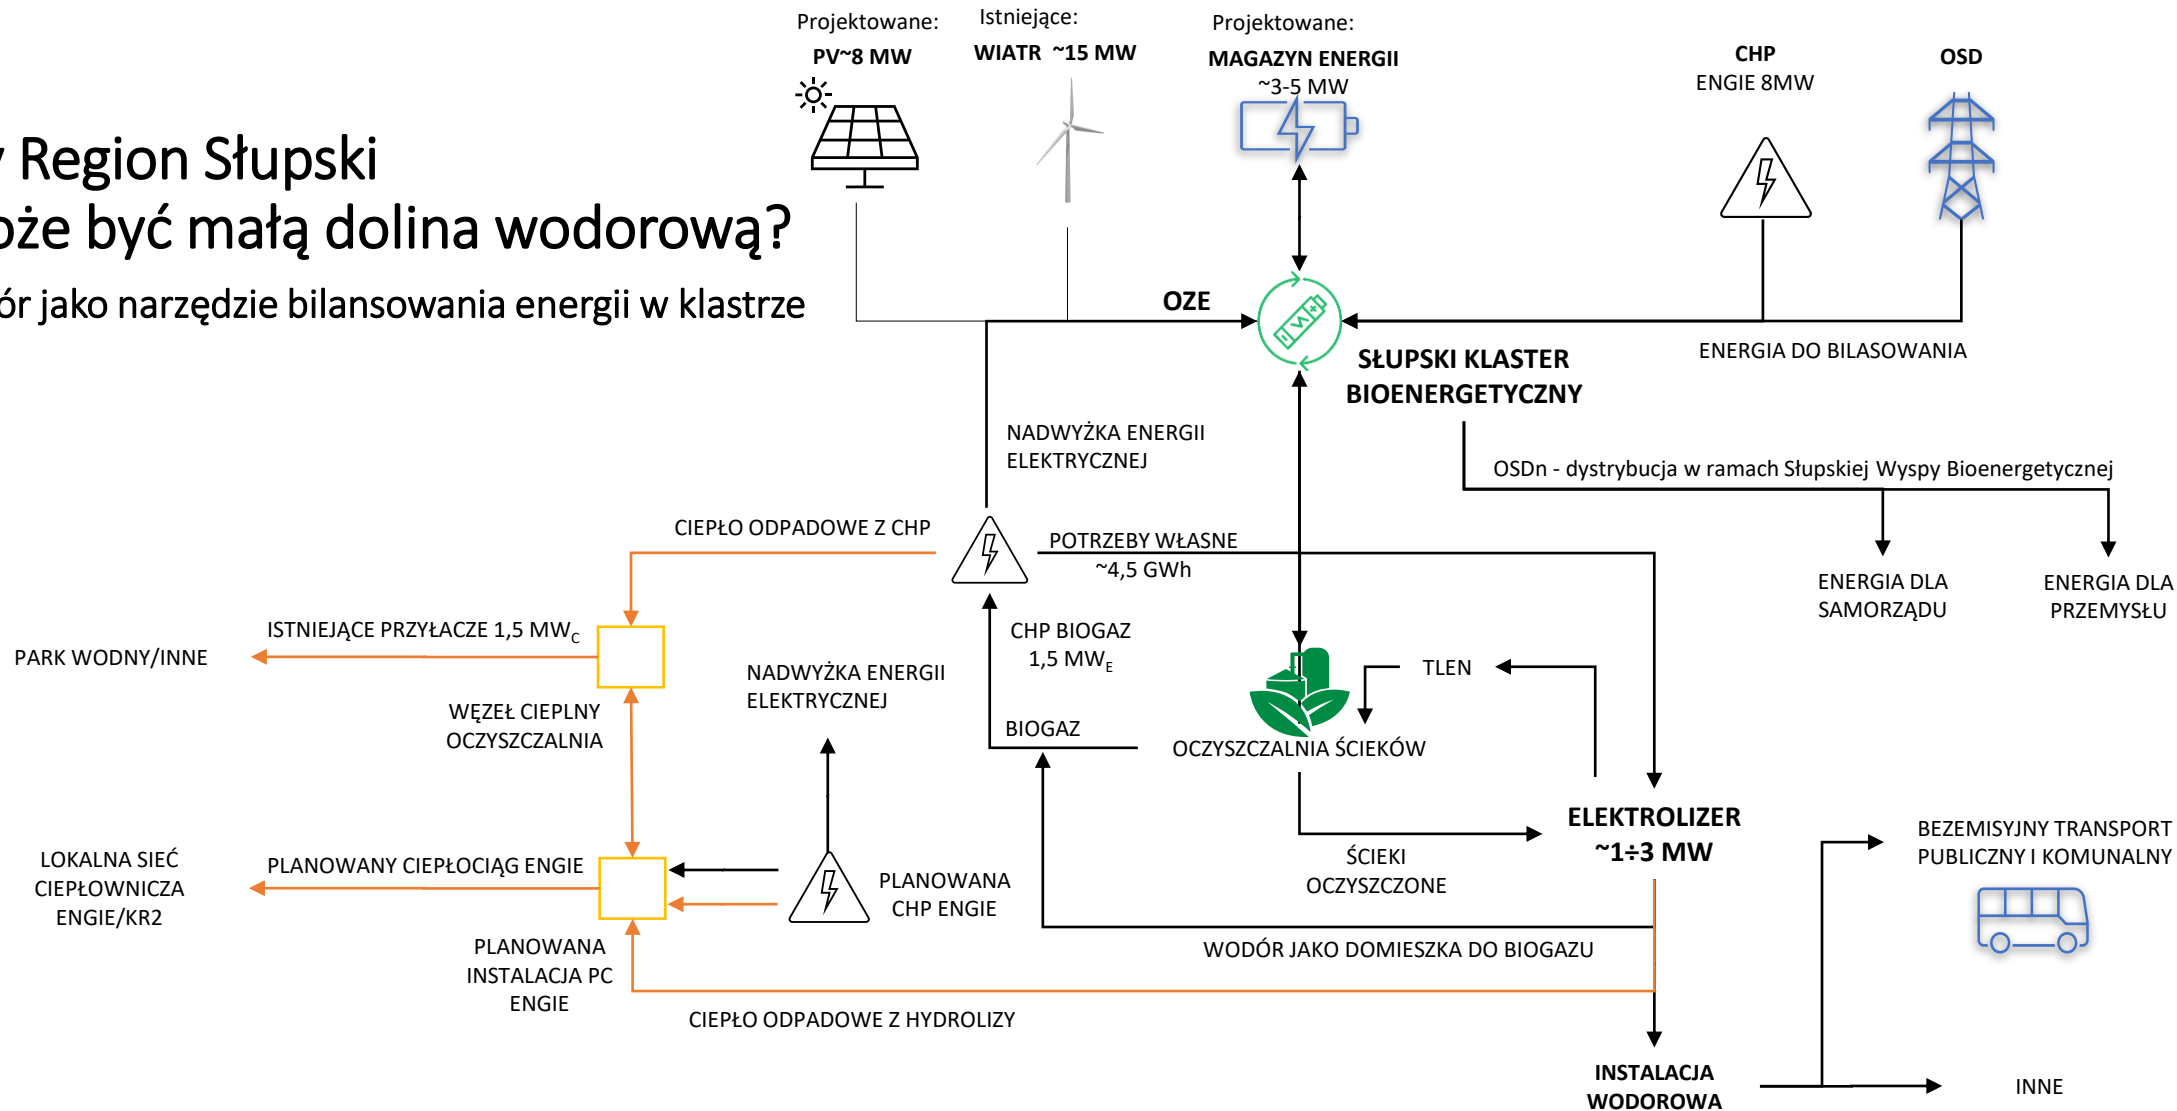 Projektowane:
PV~8 MW
Istniejące:
WIATR ~15 MW
Projektowane:
MAGAZYN ENERGII
~3-5 MW
CHP
ENGIE 8MW
OSD
Region Słupski
oże być małą dolina wodorową?
ór jako narzędzie bilansowania energii w klastrze
OZE
SŁUPSKI KLASTER
BIOENERGETYCZNY
ENERGIA DO BILASOWANIA
NADWYŻKA ENERGII
ELEKTRYCZNEJ
OSDn - dystrybucja w ramach Słupskiej Wyspy Bioenergetycznej
CIEPŁO ODPADOWE Z CHP
POTRZEBY WŁASNE
~4,5 GWh
ENERGIA DLA
SAMORZĄDU
ENERGIA DLA
PRZEMYSŁU
ISTNIEJĄCE PRZYŁACZE 1,5 MWC
PARK WODNY/INNE
CHP BIOGAZ
1,5 MWE
NADWYŻKA ENERGII
ELEKTRYCZNEJ
TLEN
WĘZEŁ CIEPLNY
OCZYSZCZALNIA
BIOGAZ
OCZYSZCZALNIA ŚCIEKÓW
ELEKTROLIZER
~1÷3 MW
BEZEMISYJNY TRANSPORT
PUBLICZNY I KOMUNALNY
LOKALNA SIEĆ
CIEPŁOWNICZA
ENGIE/KR2
PLANOWANY CIEPŁOCIĄG ENGIE
PLANOWANA
CHP ENGIE
ŚCIEKI
OCZYSZCZONE
PLANOWANA
INSTALACJA PC
ENGIE
WODÓR JAKO DOMIESZKA DO BIOGAZU
CIEPŁO ODPADOWE Z HYDROLIZY
INSTALACJA
WODOROWA
INNE